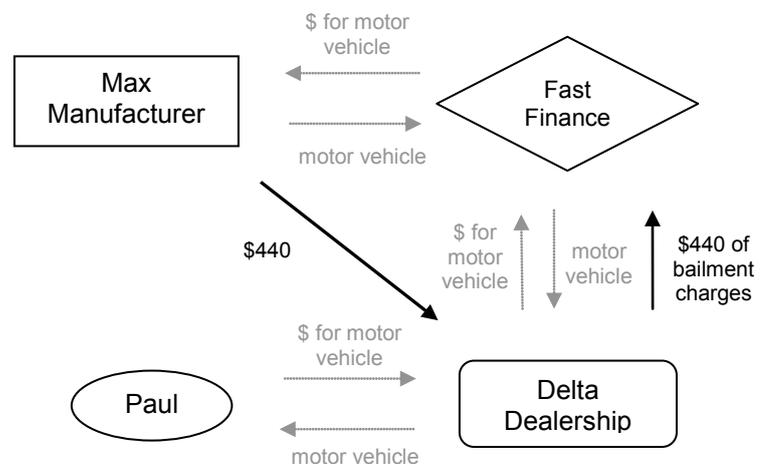 $ for motor
vehicle
Max
Manufacturer
Fast
Finance
motor vehicle
$440
$ for
motor
vehicle
motor
vehicle
$440 of
bailment
charges
$ for motor
vehicle
Paul
Delta
Dealership
motor vehicle